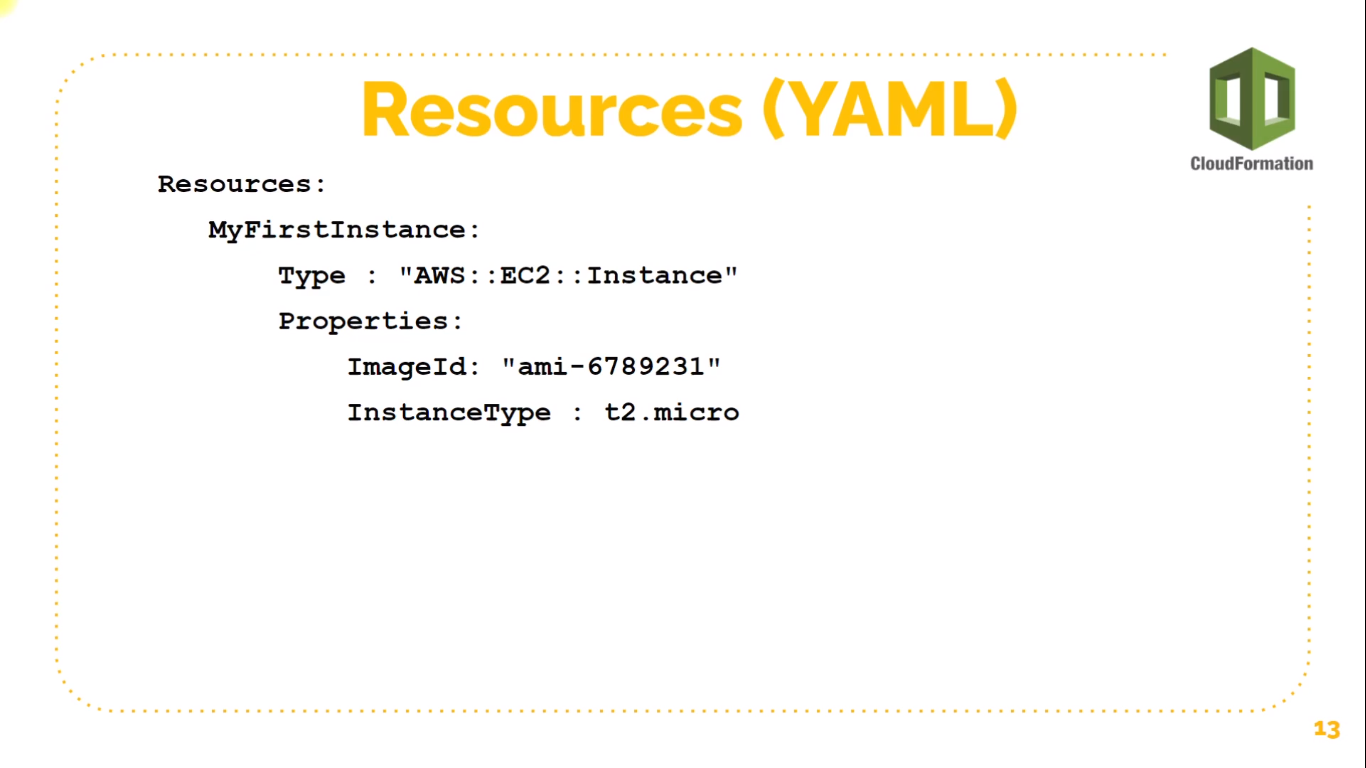 Resources (YAML)
CloudFormation
Resources:
MyFirstInstance:
Type : "AWS::EC2::Instance"
Properties:
ImageId: "ami-6789231"
InstanceType : t2.micro
13